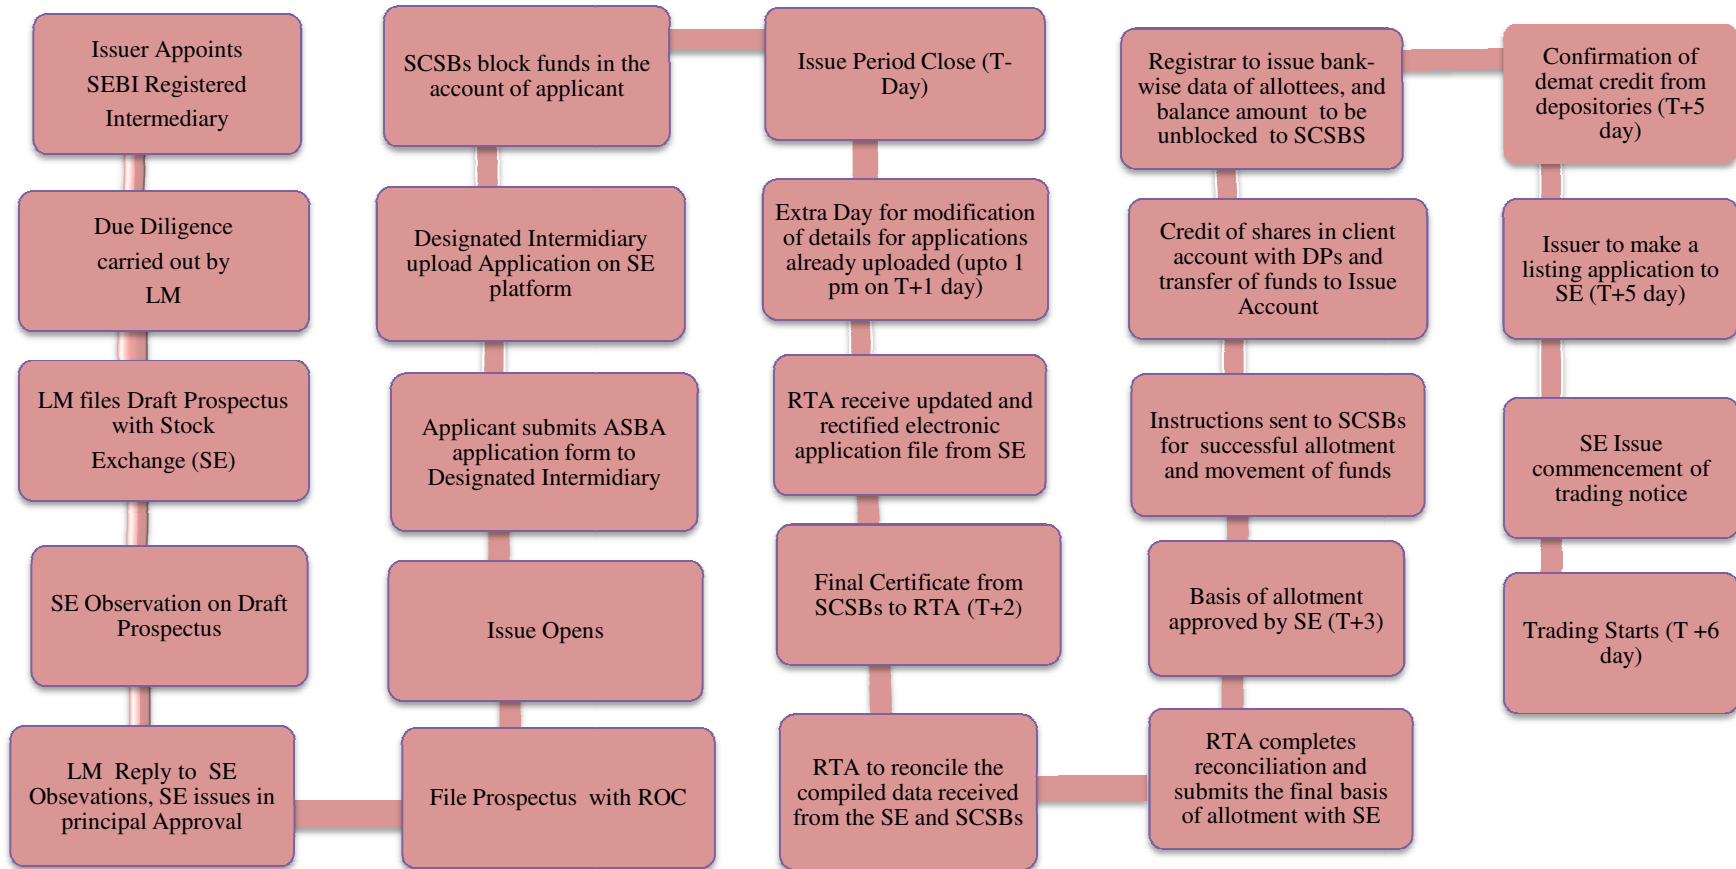 Issuer Appoints
SEBI Registered
Intermediary
Due Diligence
carried out by
LM
LM files Draft Prospectus
with Stock
Exchange (SE)
SE Observation on Draft
Prospectus
LM Reply to SE
Obsevations, SE issues in
principal Approval
File Prospectus with ROC
Issue Opens
Applicant submits ASBA
application form to
Designated Intermidiary
Designated Intermidiary
upload Application on SE
platform
SCSBs block funds in the
account of applicant
Issue Period Close (T-
Day)
Extra Day for modification
of details for applications
already uploaded (upto 1
pm on T+1 day)
RTA receive updated and
rectified electronic
application file from SE
Final Certificate from
SCSBs to RTA (T+2)
RTA to reconcile the
compiled data received
from the SE and SCSBs
RTA completes
reconciliation and
submits the final basis
of allotment with SE
Basis of allotment
approved by SE (T+3)
Instructions sent to SCSBs
for successful allotment
and movement of funds
Credit of shares in client
account with DPs and
transfer of funds to Issue
Account
Registrar to issue bank-
wise data of allottees, and
balance amount to be
unblocked to SCSBS
Confirmation of
demat credit from
depositories (T+5
day)
Issuer to make a
listing application to
SE (T+5 day)
SE Issue
commencement of
trading notice
Trading Starts (T +6
day)